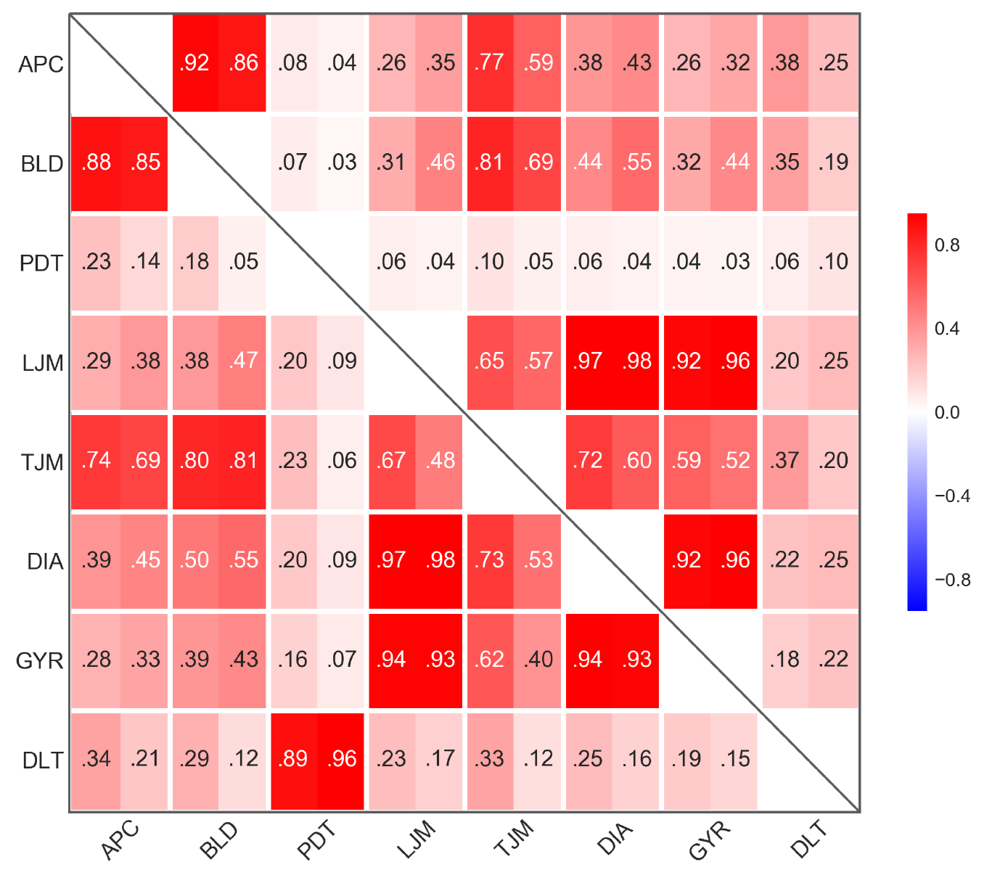 APC .92 .86 .08 .04 .26 .35 .77 .59 .38 .43 .26 .32 .38 .25
BLD .88 .85 .07 .03 .31 .46 .81 .69 .44 .55 .32 .44 .35 .19
PDT .23 .14 .18 .05 .06 .04 .10 .05 .06 .04 .04 .03 .06 .10
LJM .29 .38 .38 .47 .20 .09 .65 .57 .97 .98 .92 .96 .20 .25
TJM .74 .69 .80 .81 .23 .06 .67 .48 .72 .60 .59 .52 .37 .20
DIA .39 .45 .50 .55 .20 .09 .97 .98 .73 .53 .92 .96 .22 .25
GYR .28 .33 .39 .43 .16 .07 .94 .93 .62 .40 .94 .93 .18 .22
DLT .34 .21 .29 .12 .89 .96 .23 .17 .33 .12 .25 .16 .19 .15
APC BLD PDT LJM TJM DIA GYR DLT
0.8
0.4
0.0
−0.4
−0.8